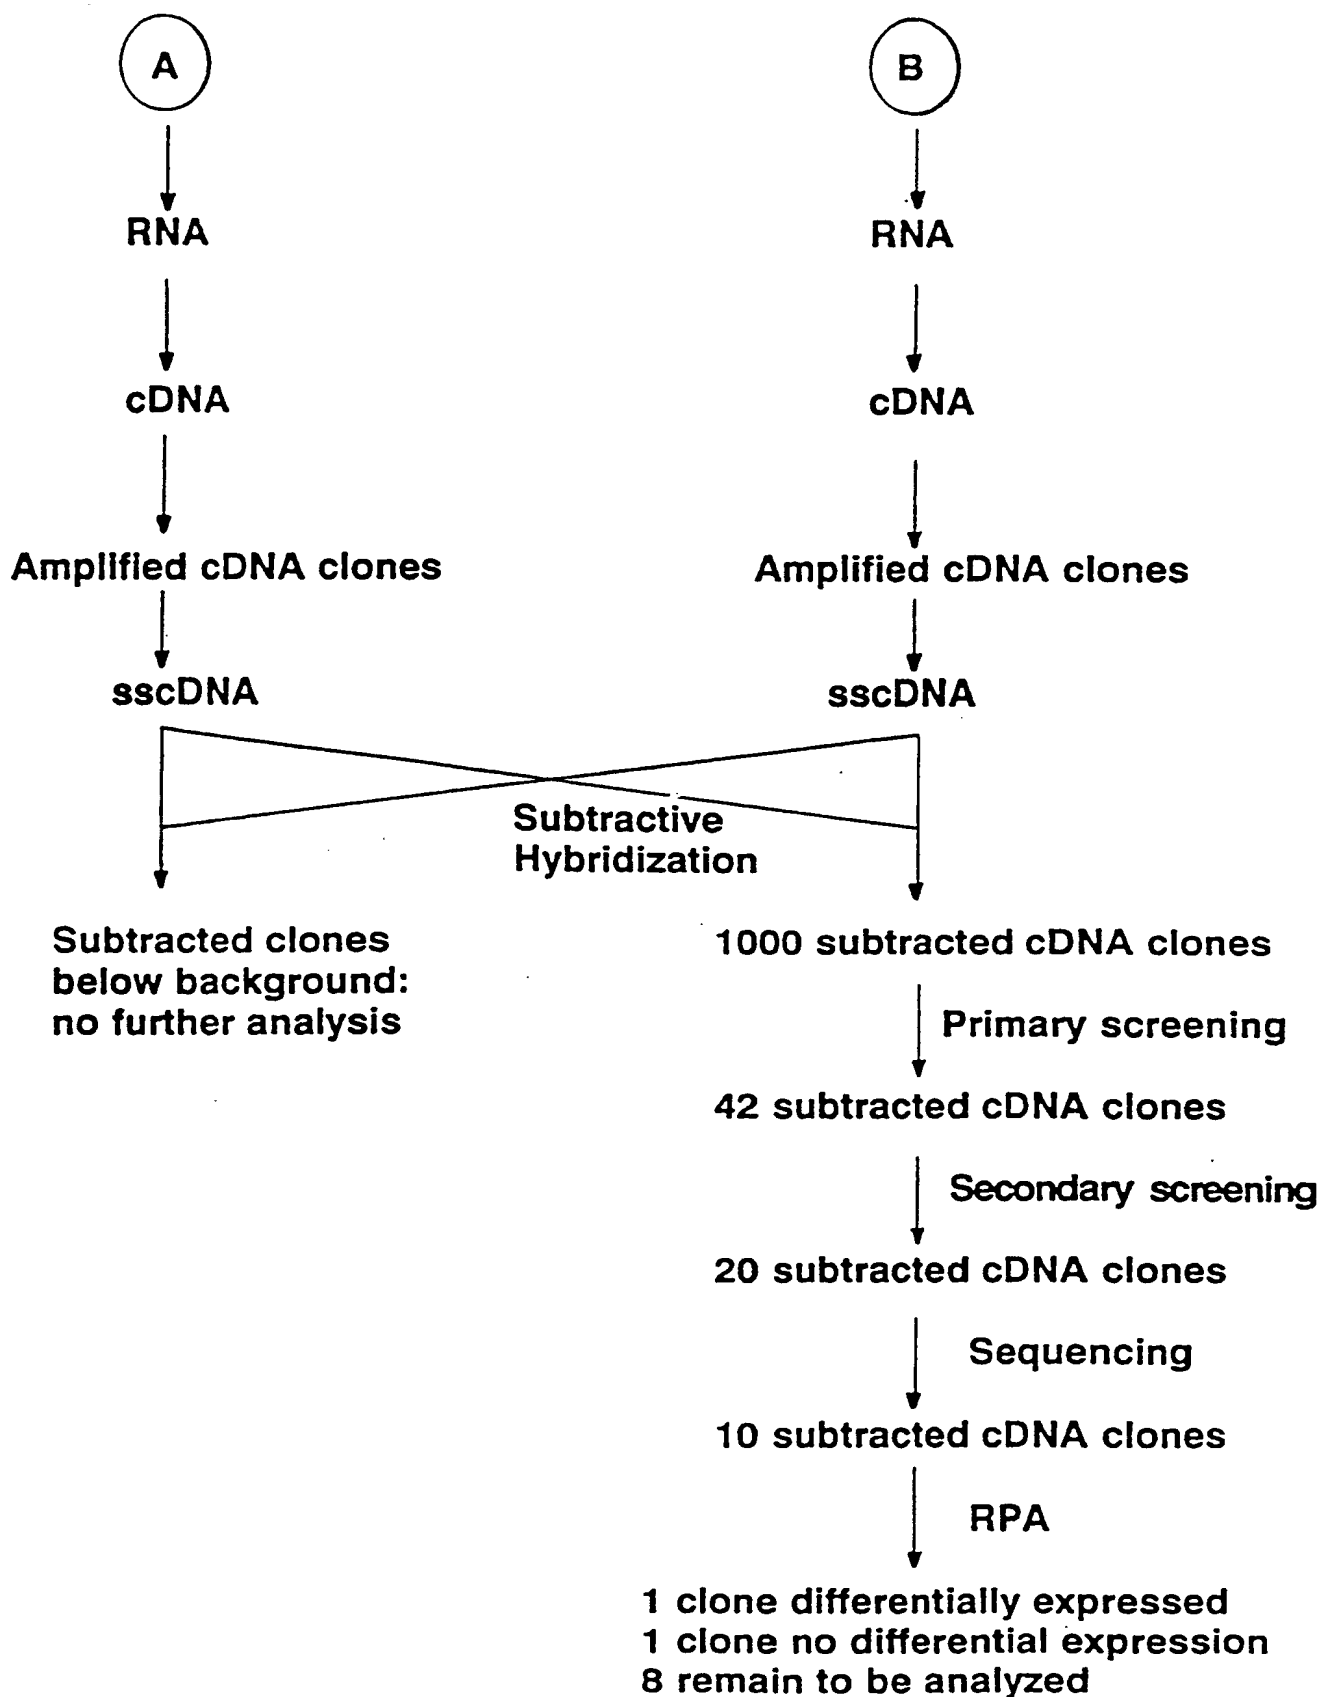 A
B
RNA
RNA
cDNA
cDNA
Amplified cDNA clones
Amplified cDNA clones
sscDNA
sscDNA
Subtractive
Hybridization
Subtracted clones
below background:
no further analysis
1000 subtracted cDNA clones
Primary screening
42 subtracted cDNA clones
Secondary screening
20 subtracted cDNA clones
Sequencing
10 subtracted cDNA clones
RPA
1 clone differentially expressed
1 clone no differential expression
8 remain to be analyzed